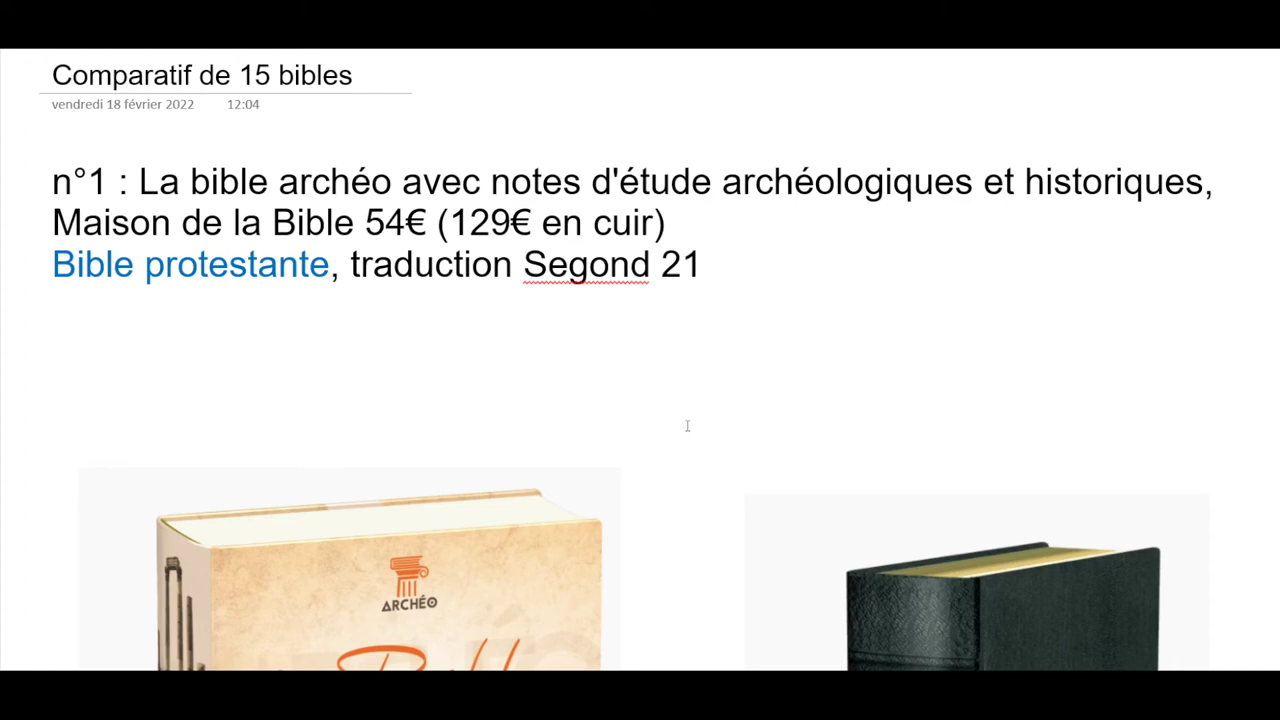 Comparatif de 15 bibles
vendredi 18 février 2022 12:04
n°1 : La bible archéo avec notes d'étude archéologiques et historiques,
Maison de la Bible 54€ (129€ en cuir)
Bible protestante, traduction Segond 21
ARCHÉO